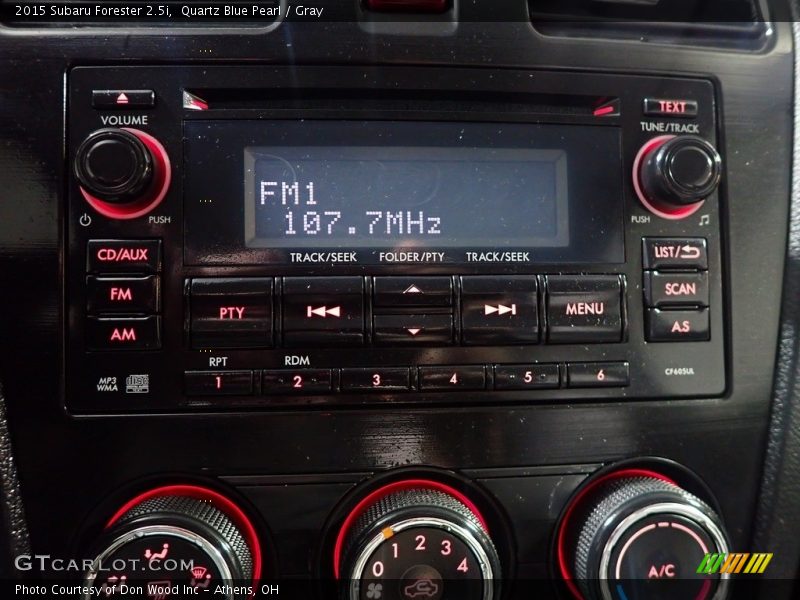 2015 Subaru Forester 2.5i,  Quartz Blue Pearl / Gray
TEXT
VOLUME
TUNE/TRACK
FM1
107.7MHz
PUSH
PUSH
TRACK/SEEK FOLDER/PTY TRACK/SEEK
CD/AUX
LIST/
FM
PTY
MENU
SCAN
AM
A.S
RPT RDM
1 2 3 4 5 6
MP3
WMA
CF605UL
0 1 2 3 4
A/C
GTCARLOT.COM
Photo Courtesy of Don Wood Inc - Athens, OH